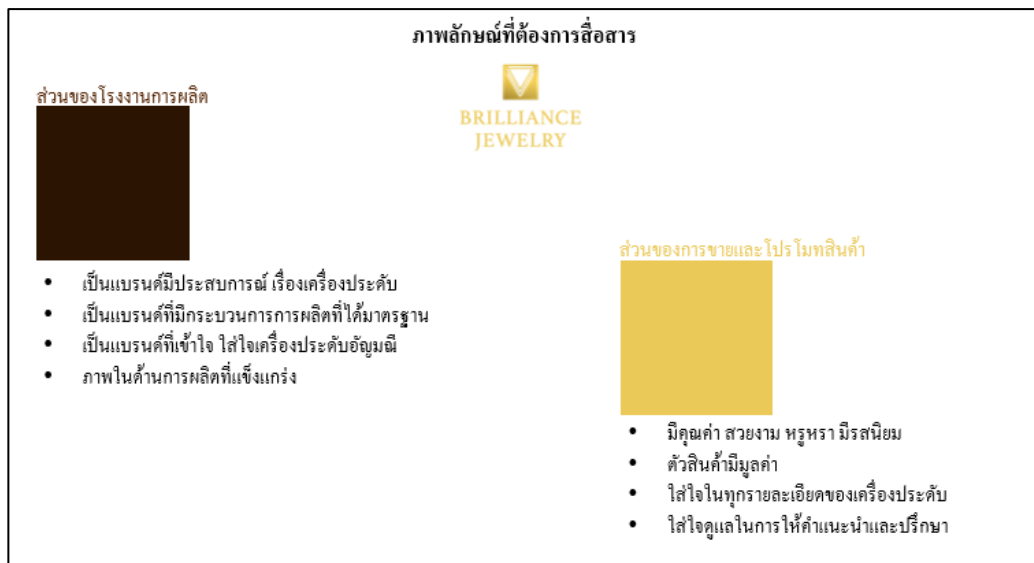 ภาพลักษณ์ที่ต้องการสื่อสาร
BRILLIANCE
JEWELRY
ส่วนของโรงงานการผลิต
• เป็นแบรนด์มีประสบการณ์ เรื่องเครื่องประดับ
• เป็นแบรนด์ที่มีกระบวนการการผลิตที่ได้มาตรฐาน
• เป็นแบรนด์ที่เข้าใจ ใส่ใจเครื่องประดับอัญมณี
• ภาพในด้านการผลิตที่แข็งแกร่ง
ส่วนของการขายและโปรโมทสินค้า
• มีคุณค่า สวยงาม หรูหรา มีรสนิยม
• ตัวสินค้ามีมูลค่า
• ใส่ใจในทุกรายละเอียดของเครื่องประดับ
• ใส่ใจดูแลในการให้คำแนะนำและปรึกษา